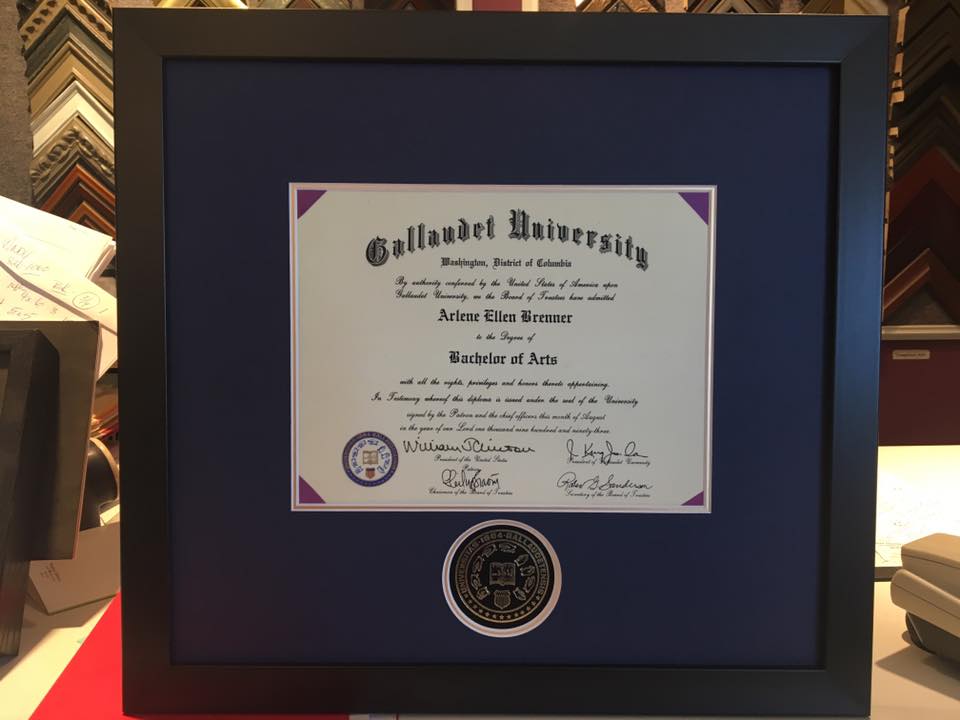 Gallaudet University
Washington, District of Columbia
By authority conferred by the United States of America upon
Gallaudet University, we the Board of Trustees have admitted
Arlene Ellen Brenner
to the Degree of
Bachelor of Arts
with all the rights, privileges and honors thereto appertaining.
In Testimony whereof this diploma is issued under the seal of the University
signed by the Patron and the chief officers this month of August
in the year of our Lord one thousand nine hundred and ninety-three.
William J Clinton
President of the United States
Patron
Chairman of the Board of Trustees
President of Gallaudet University
Secretary of the Board of Trustees
UNIVERSITAS 1864 GALLAUDETENSIS